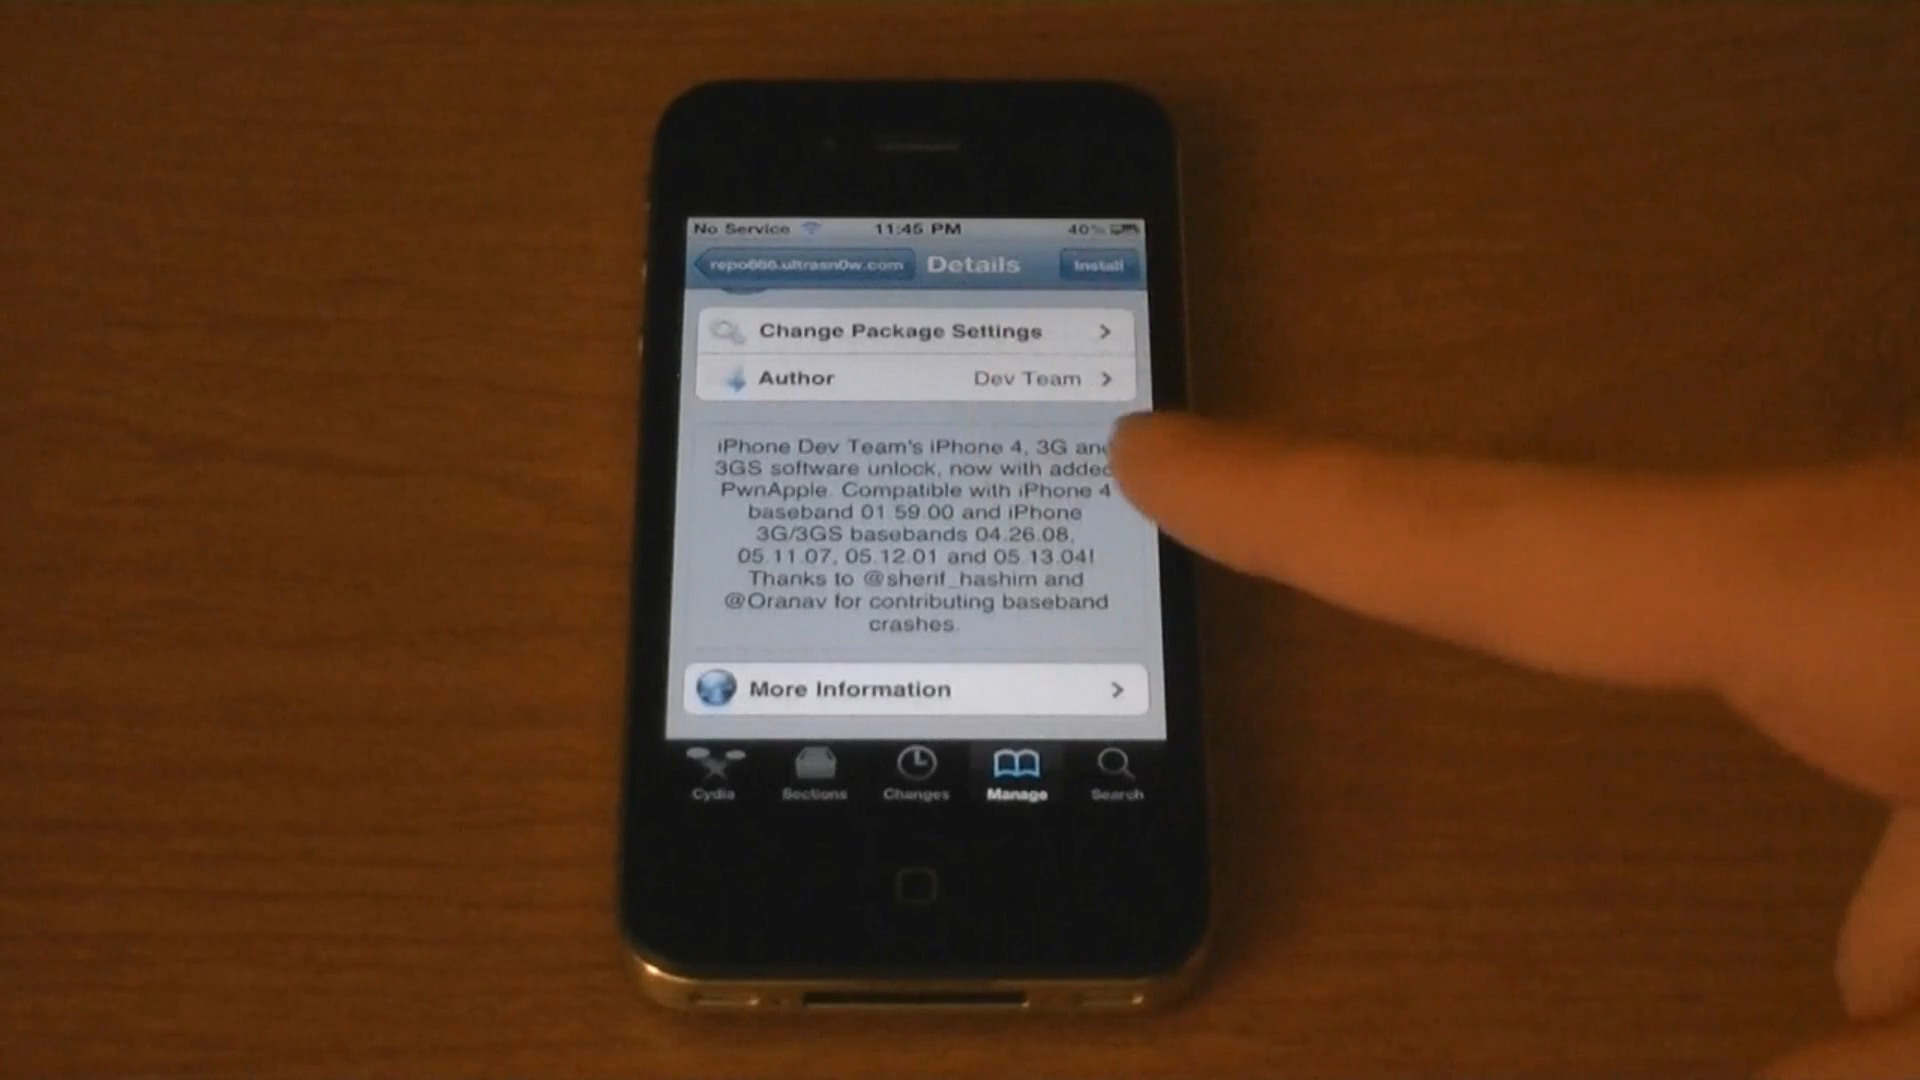 No Service 11:45 PM 40%
repo666.ultrasn0w.com Details Install
Change Package Settings
Author Dev Team
iPhone Dev Team's iPhone 4, 3G and
3GS software unlock, now with added
PwnApple. Compatible with iPhone 4
baseband 01.59.00 and iPhone
3G/3GS basebands 04.26.08,
05.11.07, 05.12.01 and 05.13.04!
Thanks to @sherif_hashim and
@Oranav for contributing baseband
crashes.
More Information
Cydia Sections Changes Manage Search